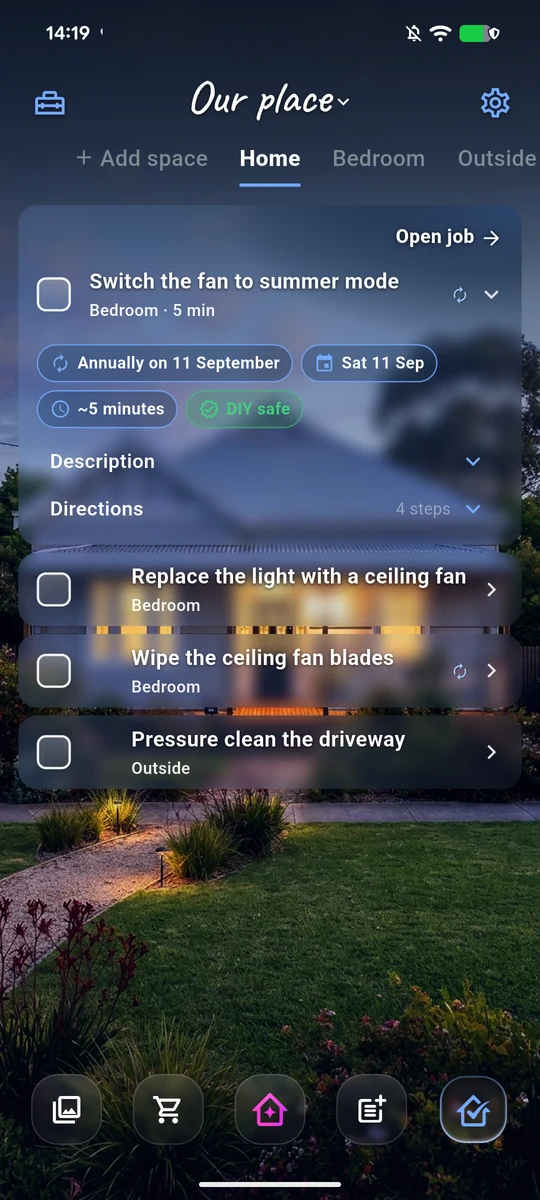 14:19
Our place
+ Add space Home Bedroom Outside
Open job →
Switch the fan to summer mode
Bedroom · 5 min
Annually on 11 September
Sat 11 Sep
~5 minutes
DIY safe
Description
Directions 4 steps
Replace the light with a ceiling fan
Bedroom
Wipe the ceiling fan blades
Bedroom
Pressure clean the driveway
Outside